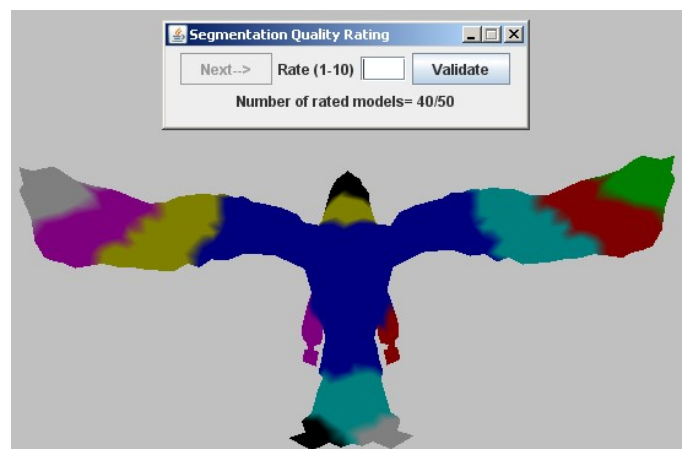 Segmentation Quality Rating
Next--> Rate (1-10) Validate
Number of rated models= 40/50